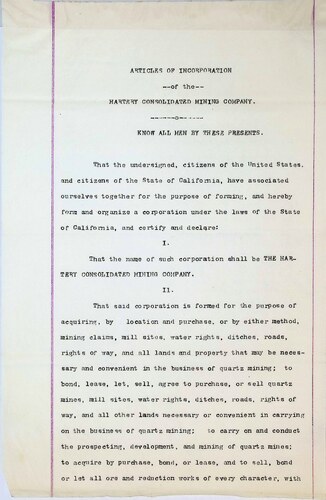 ARTICLES OF INCORPORATION
--of the--
HARTERY CONSOLIDATED MINING COMPANY.
------o------
KNOW ALL MEN BY THESE PRESENTS.
That the undersigned, citizens of the United States,
and citizens of the State of California, have associated
ourselves together for the purpose of forming, and hereby
form and organize a corporation under the laws of the State
of California, and certify and declare:
I.
That the name of such corporation shall be THE HAR-
TERY CONSOLIDATED MINING COMPANY.
II.
That said corporation is formed for the purpose of
acquiring, by location and purchase, or by either method,
mining claims, mill sites, water rights, ditches, roads,
rights of way, and all lands and property that may be neces-
sary and convenient in the business of quartz mining; to
bond, lease, let, sell, agree to purchase, or sell quartz
mines, mill sites, water rights, ditches, roads, rights of
way, and all other lands necessary or convenient in carrying
on the business of quartz mining; to carry on and conduct
the prospecting, development, and mining of quartz mines;
to acquire by purchase, bond, or lease, and to sell, bond
or let all ores and reduction works of every character, with